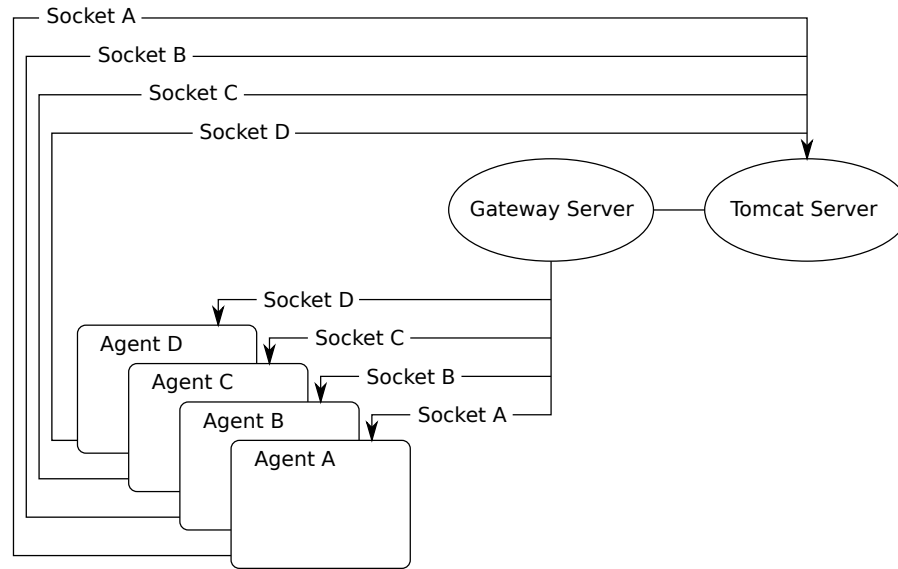 Socket A
Socket B
Socket C
Socket D
Gateway Server
Tomcat Server
Socket D
Socket C
Socket B
Socket A
Agent D
Agent C
Agent B
Agent A